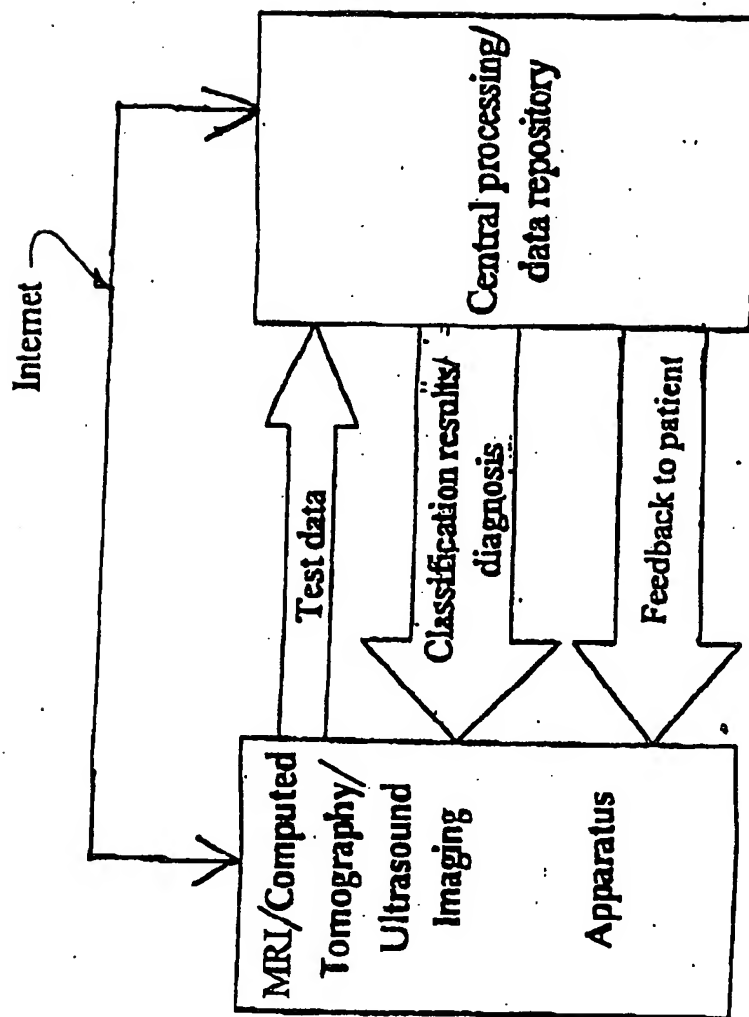 Internet
MRI/Computed
Tomography/
Ultrasound
Imaging
Apparatus
Test data
Classification results/
diagnosis
Feedback to patient
Central processing/
data repository